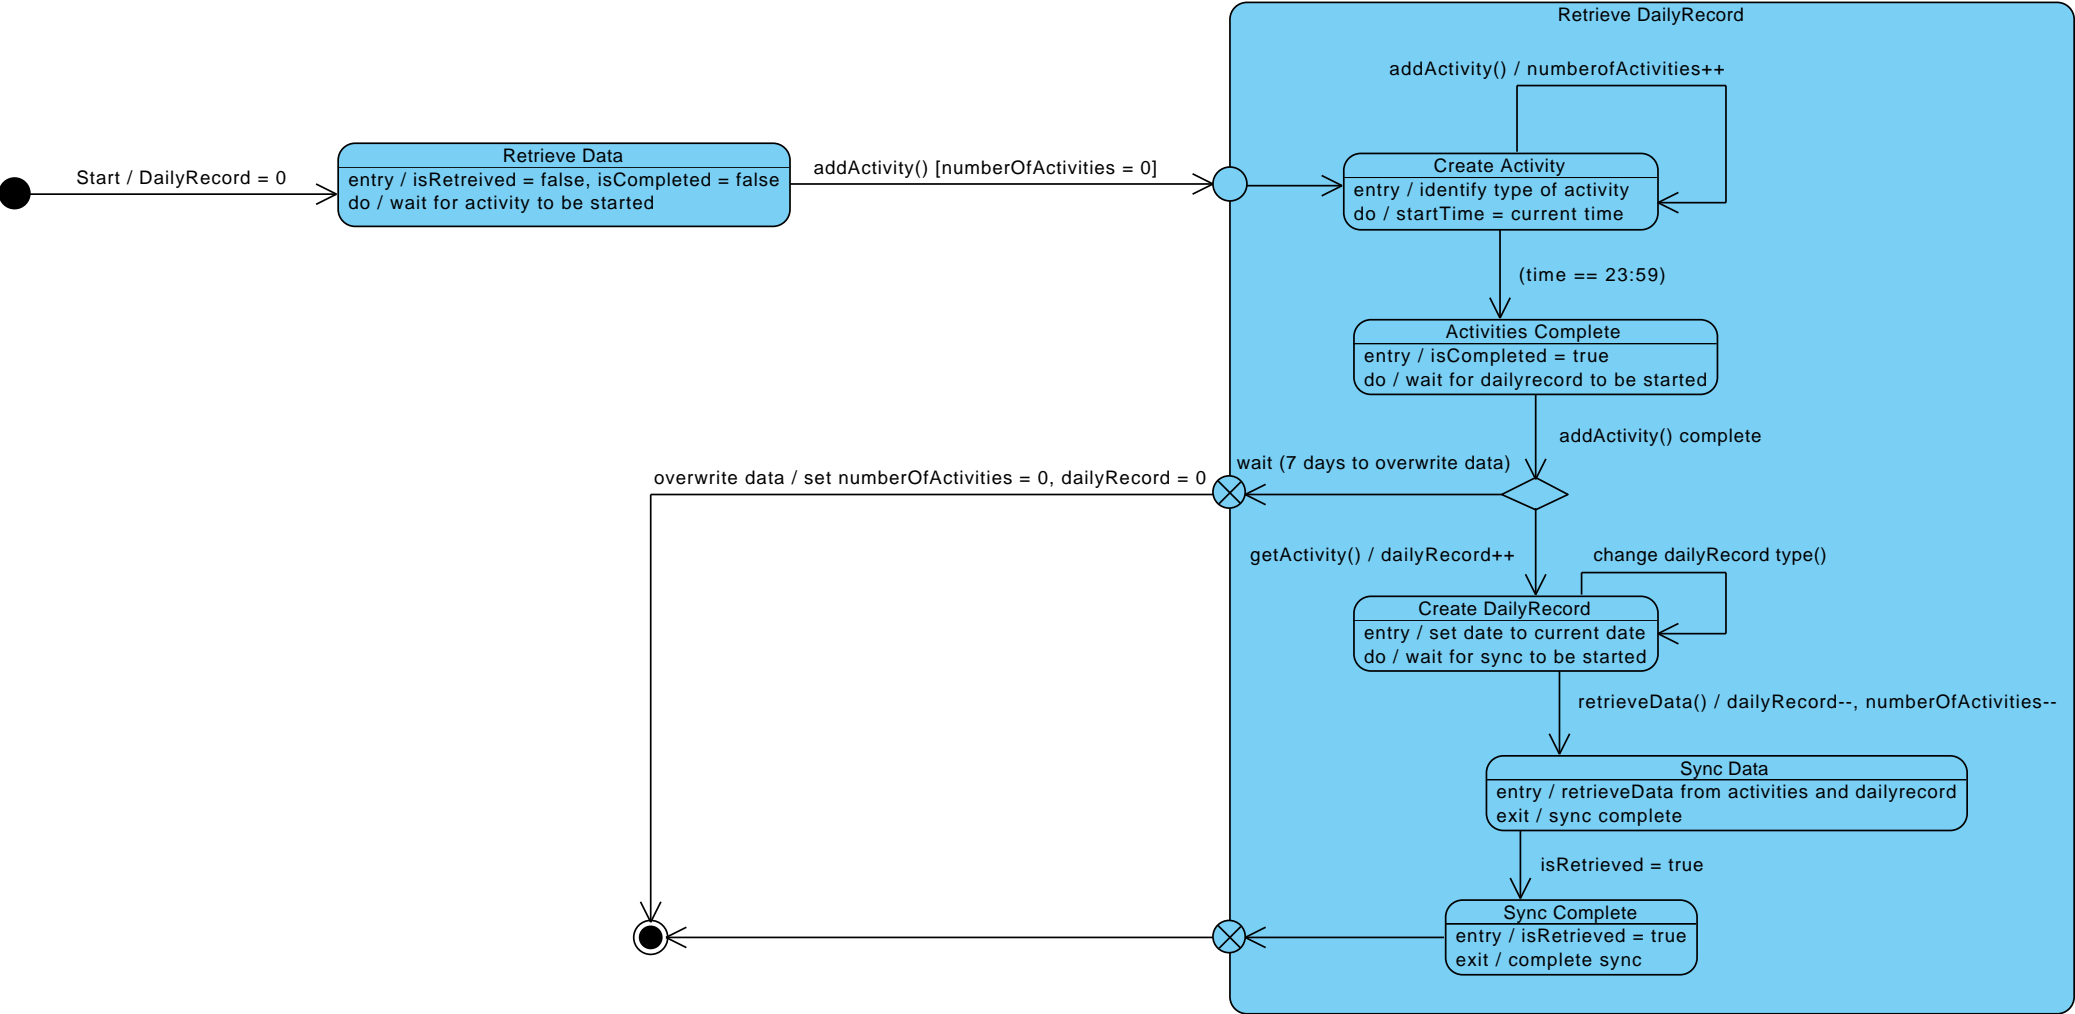 Retrieve DailyRecord
addActivity() / numberofActivities++
Start / DailyRecord = 0
Retrieve Data
entry / isRetreived = false, isCompleted = false
do / wait for activity to be started
addActivity() [numberOfActivities = 0]
Create Activity
entry / identify type of activity
do / startTime = current time
(time == 23:59)
Activities Complete
entry / isCompleted = true
do / wait for dailyrecord to be started
addActivity() complete
wait (7 days to overwrite data)
overwrite data / set numberOfActivities = 0, dailyRecord = 0
getActivity() / dailyRecord++
change dailyRecord type()
Create DailyRecord
entry / set date to current date
do / wait for sync to be started
retrieveData() / dailyRecord--, numberOfActivities--
Sync Data
entry / retrieveData from activities and dailyrecord
exit / sync complete
isRetrieved = true
Sync Complete
entry / isRetrieved = true
exit / complete sync